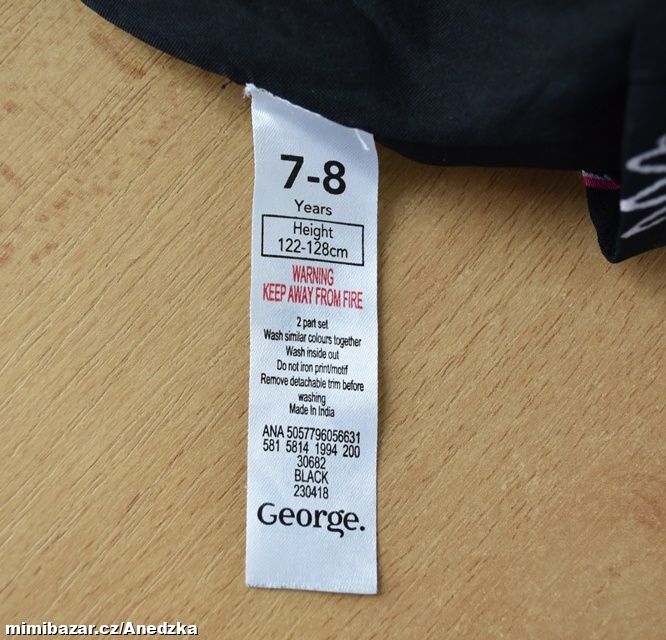 7-8
Years
Height
122-128cm
WARNING
KEEP AWAY FROM FIRE
2 part set
Wash similar colours together
Wash inside out
Do not iron print/motif
Remove detachable trim before
washing
Made In India
ANA 5057796056631
581 5814 1994 200
30682
BLACK
230418
George.
mimibazar.cz/Anedzka